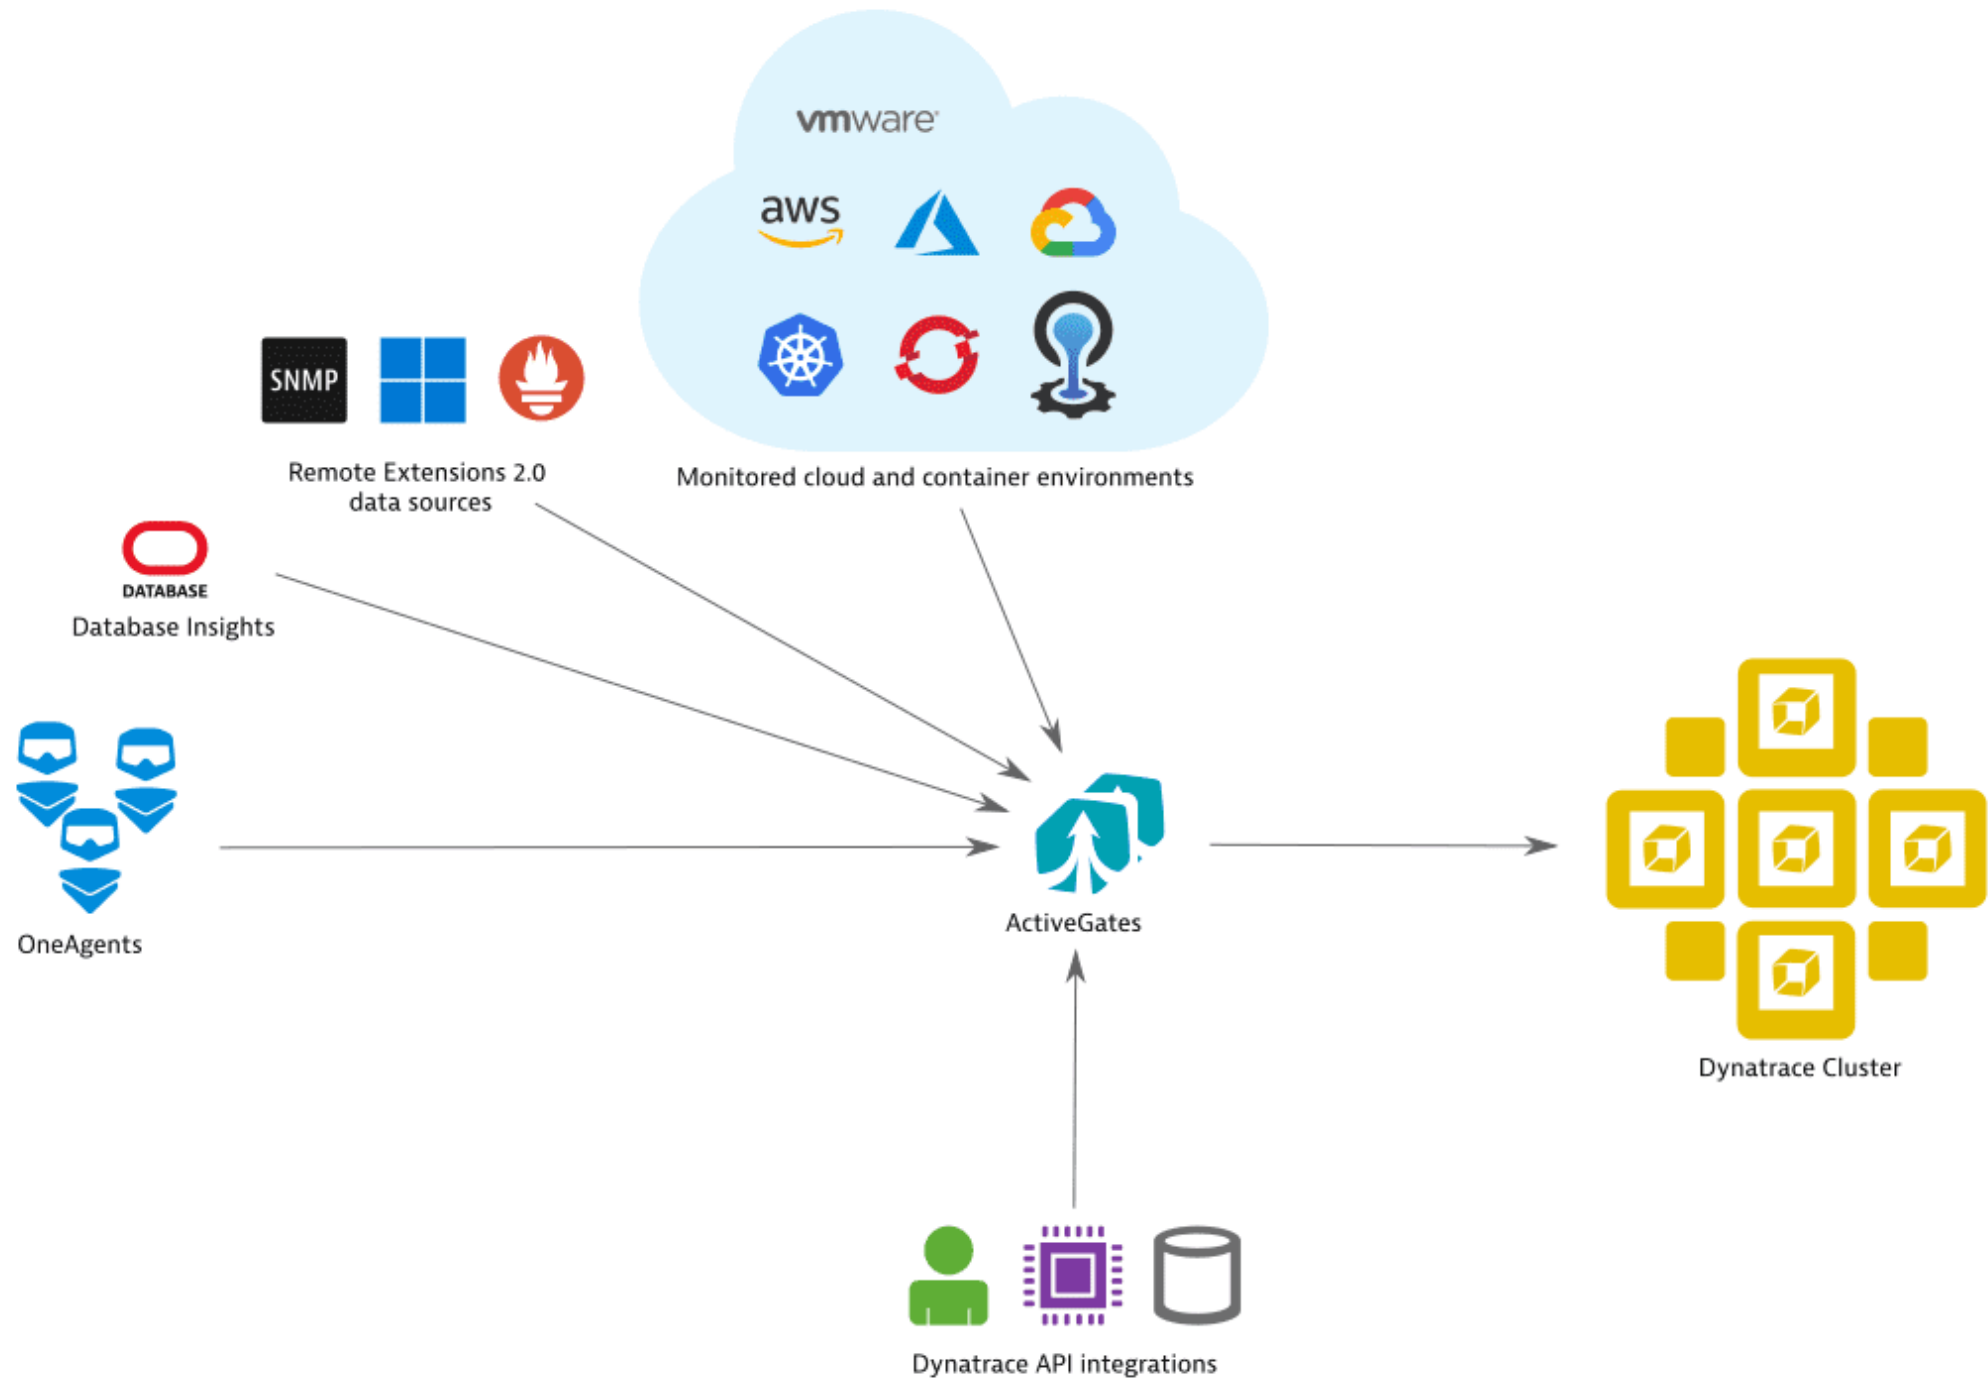 vmware
aws
SNMP
Remote Extensions 2.0
data sources
Monitored cloud and container environments
DATABASE
Database Insights
OneAgents
ActiveGates
Dynatrace Cluster
Dynatrace API integrations